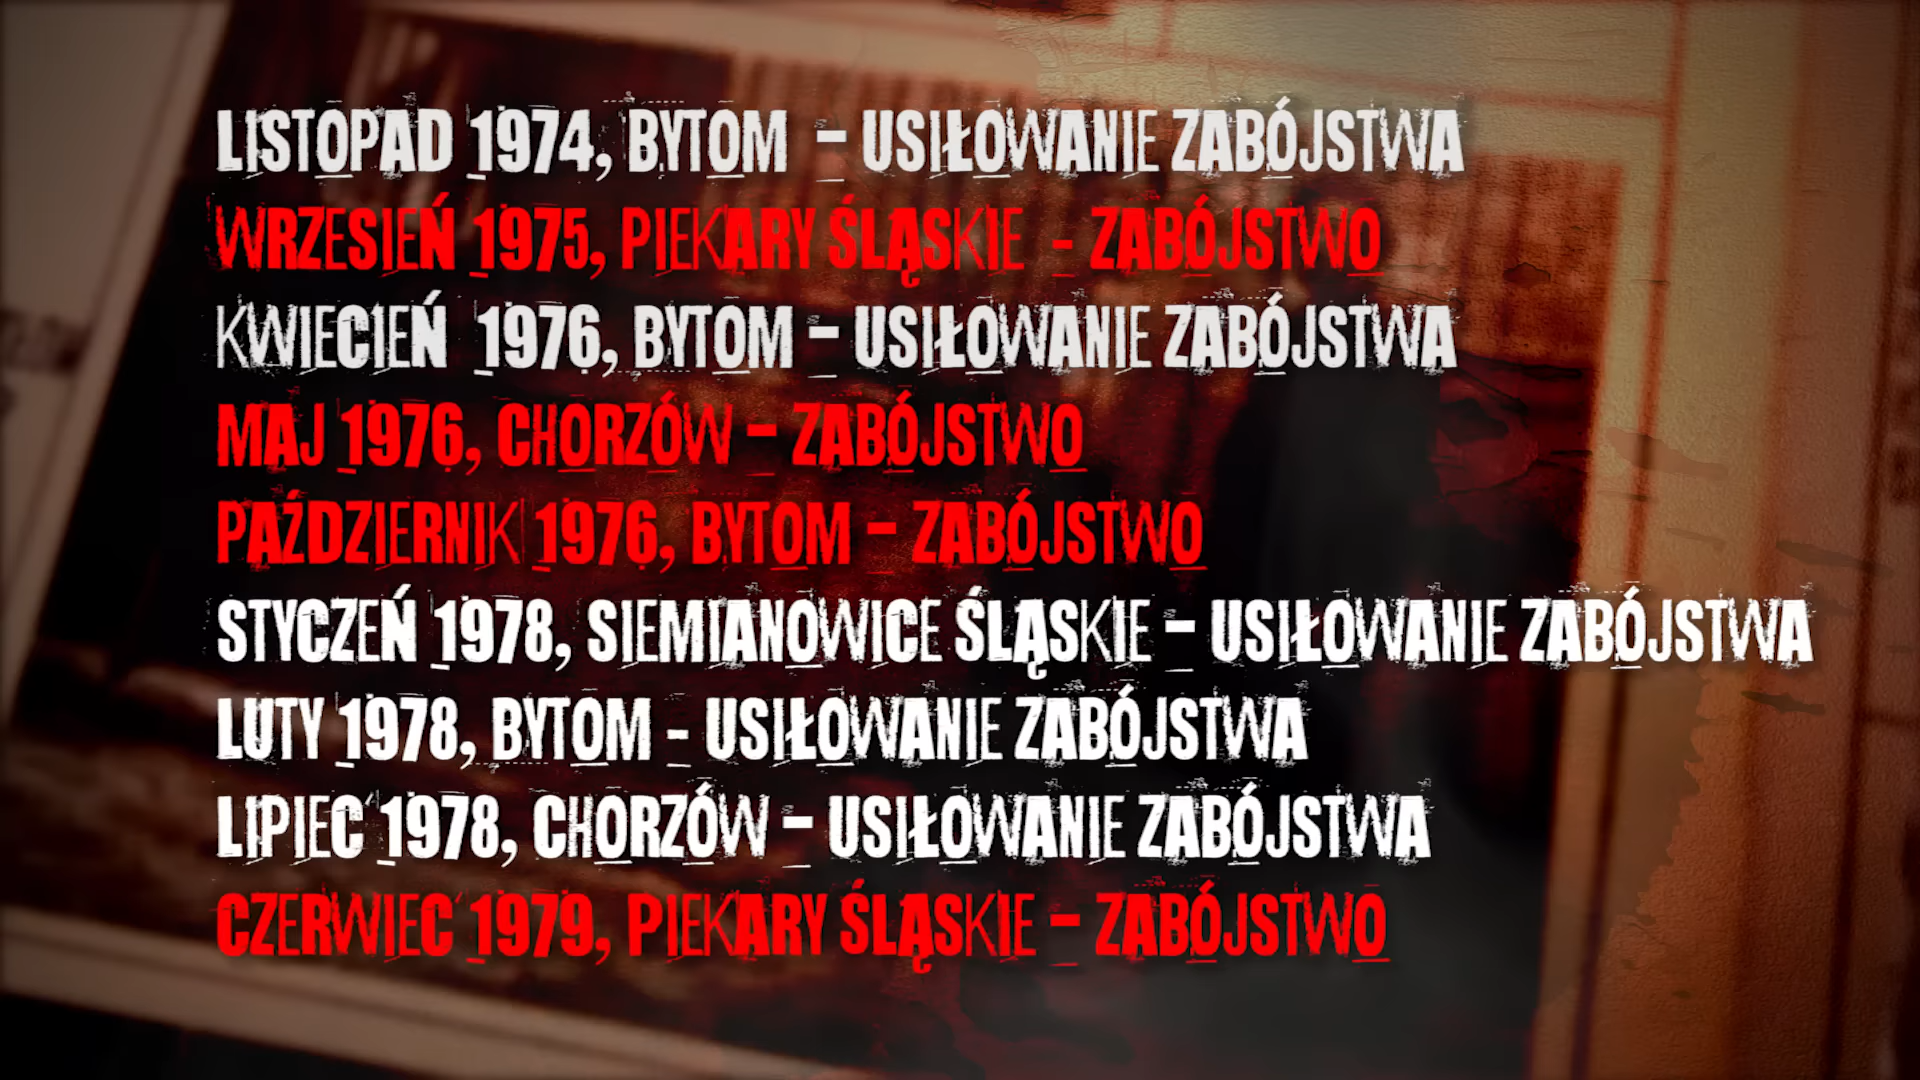 LISTOPAD 1974, BYTOM – USIŁOWANIE ZABÓJSTWA
WRZESIEŃ 1975, PIEKARY ŚLĄSKIE - ZABÓJSTWO
KWIECIEŃ 1976, BYTOM – USIŁOWANIE ZABÓJSTWA
MAJ 1976, CHORZÓW – ZABÓJSTWO
PAŹDZIERNIK 1976, BYTOM – ZABÓJSTWO
STYCZEŃ 1978, SIEMIANOWICE ŚLĄSKIE – USIŁOWANIE ZABÓJSTWA
LUTY 1978, BYTOM - USIŁOWANIE ZABÓJSTWA
LIPIEC 1978, CHORZÓW – USIŁOWANIE ZABÓJSTWA
CZERWIEC 1979, PIEKARY ŚLĄSKIE – ZABÓJSTWO